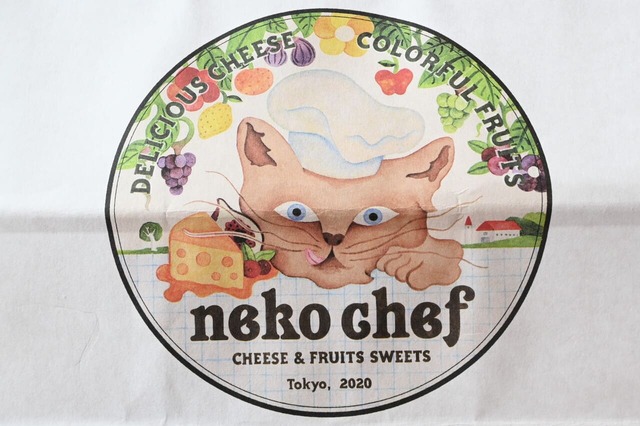 DELICIOUS CHEESE
COLORFUL FRUITS
neko chef
CHEESE & FRUITS SWEETS
Tokyo, 2020